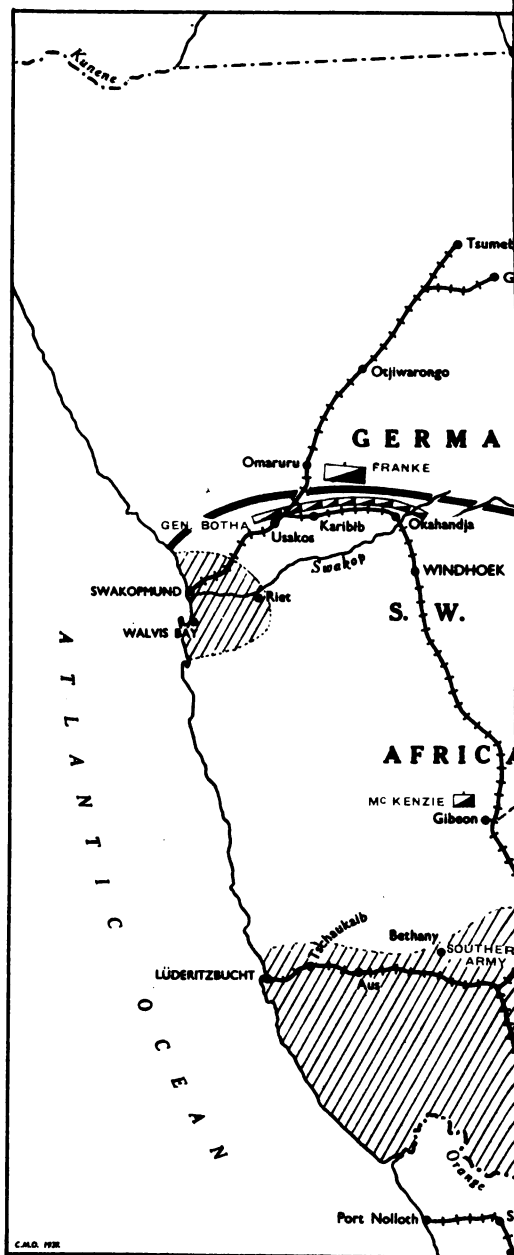 Kunene
Tsumeb
G
Otjiwarongo
GERMA
Omaruru
FRANKE
GEN. BOTHA
Usakos
Karibib
Okahandja
Swakop
WINDHOEK
SWAKOPMUND
Riet
S. W.
WALVIS BAY
AFRICA
Mc KENZIE
Gibeon
ATLANTIC OCEAN
Tschaukaib
Bethany
SOUTHER
ARMY
LÜDERITZBUCHT
Aus
Orange
Port Nolloth
S